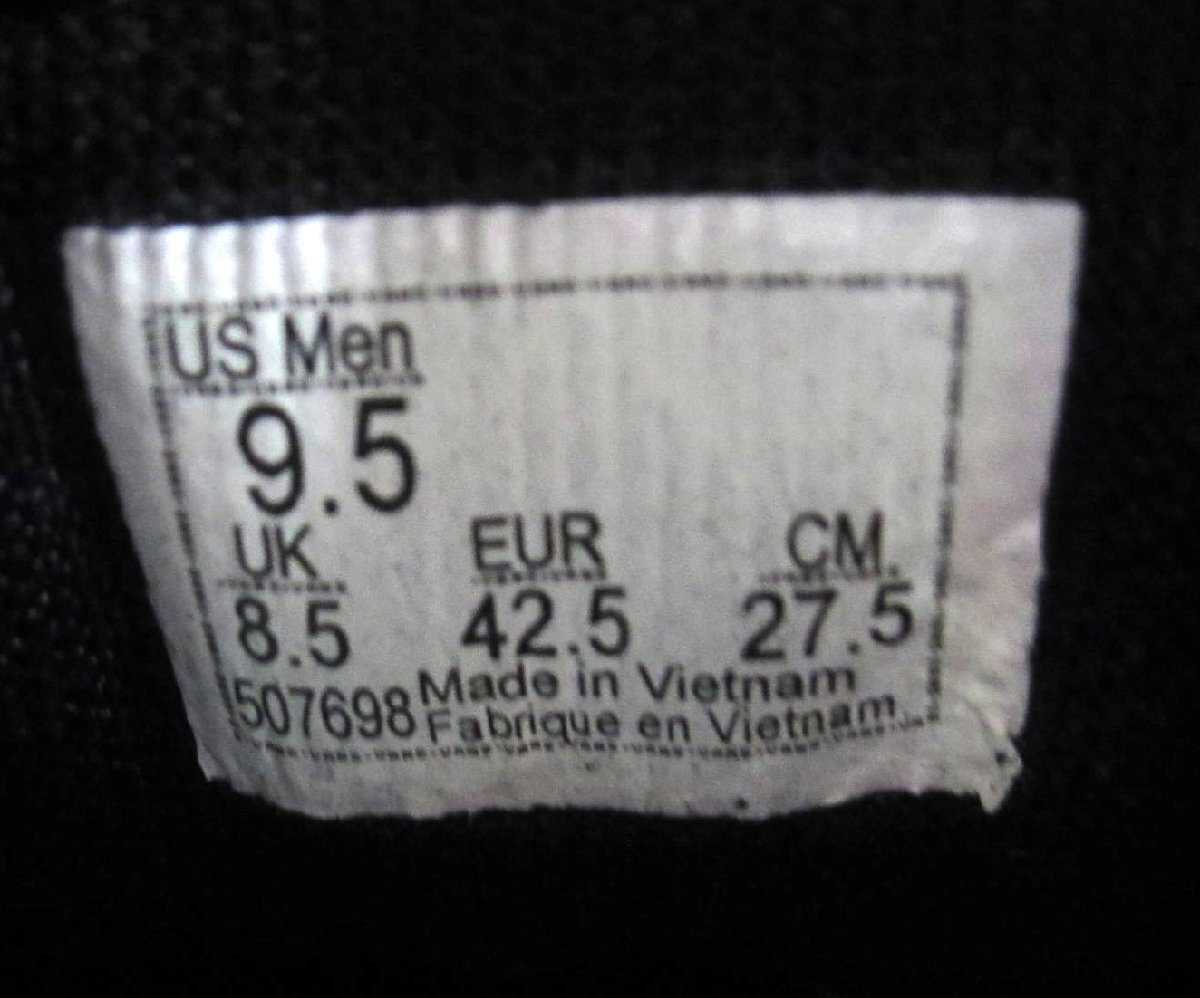 US Men
9.5
UK EUR CM
8.5 42.5 27.5
507698 Made in Vietnam
Fabrique en Vietnam